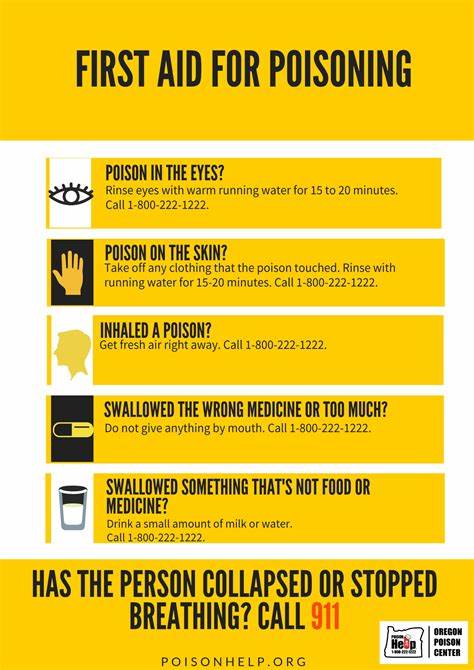 FIRST AID FOR POISONING
POISON IN THE EYES?
Rinse eyes with warm running water for 15 to 20 minutes.
Call 1-800-222-1222.
POISON ON THE SKIN?
Take off any clothing that the poison touched. Rinse with
running water for 15-20 minutes. Call 1-800-222-1222.
INHALED A POISON?
Get fresh air right away. Call 1-800-222-1222.
SWALLOWED THE WRONG MEDICINE OR TOO MUCH?
Do not give anything by mouth. Call 1-800-222-1222.
SWALLOWED SOMETHING THAT'S NOT FOOD OR
MEDICINE?
Drink a small amount of milk or water.
Call 1-800-222-1222.
HAS THE PERSON COLLAPSED OR STOPPED
BREATHING? CALL 911
POISON
Help
1-800-222-1222
OREGON
POISON
CENTER
POISONHELP.ORG